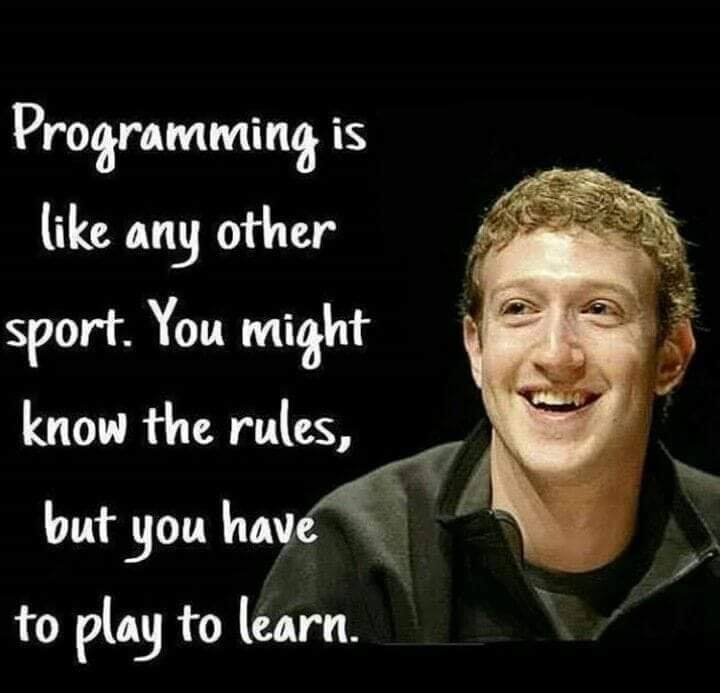 Programming is
like any other
sport. You might
know the rules,
but you have
to play to learn.